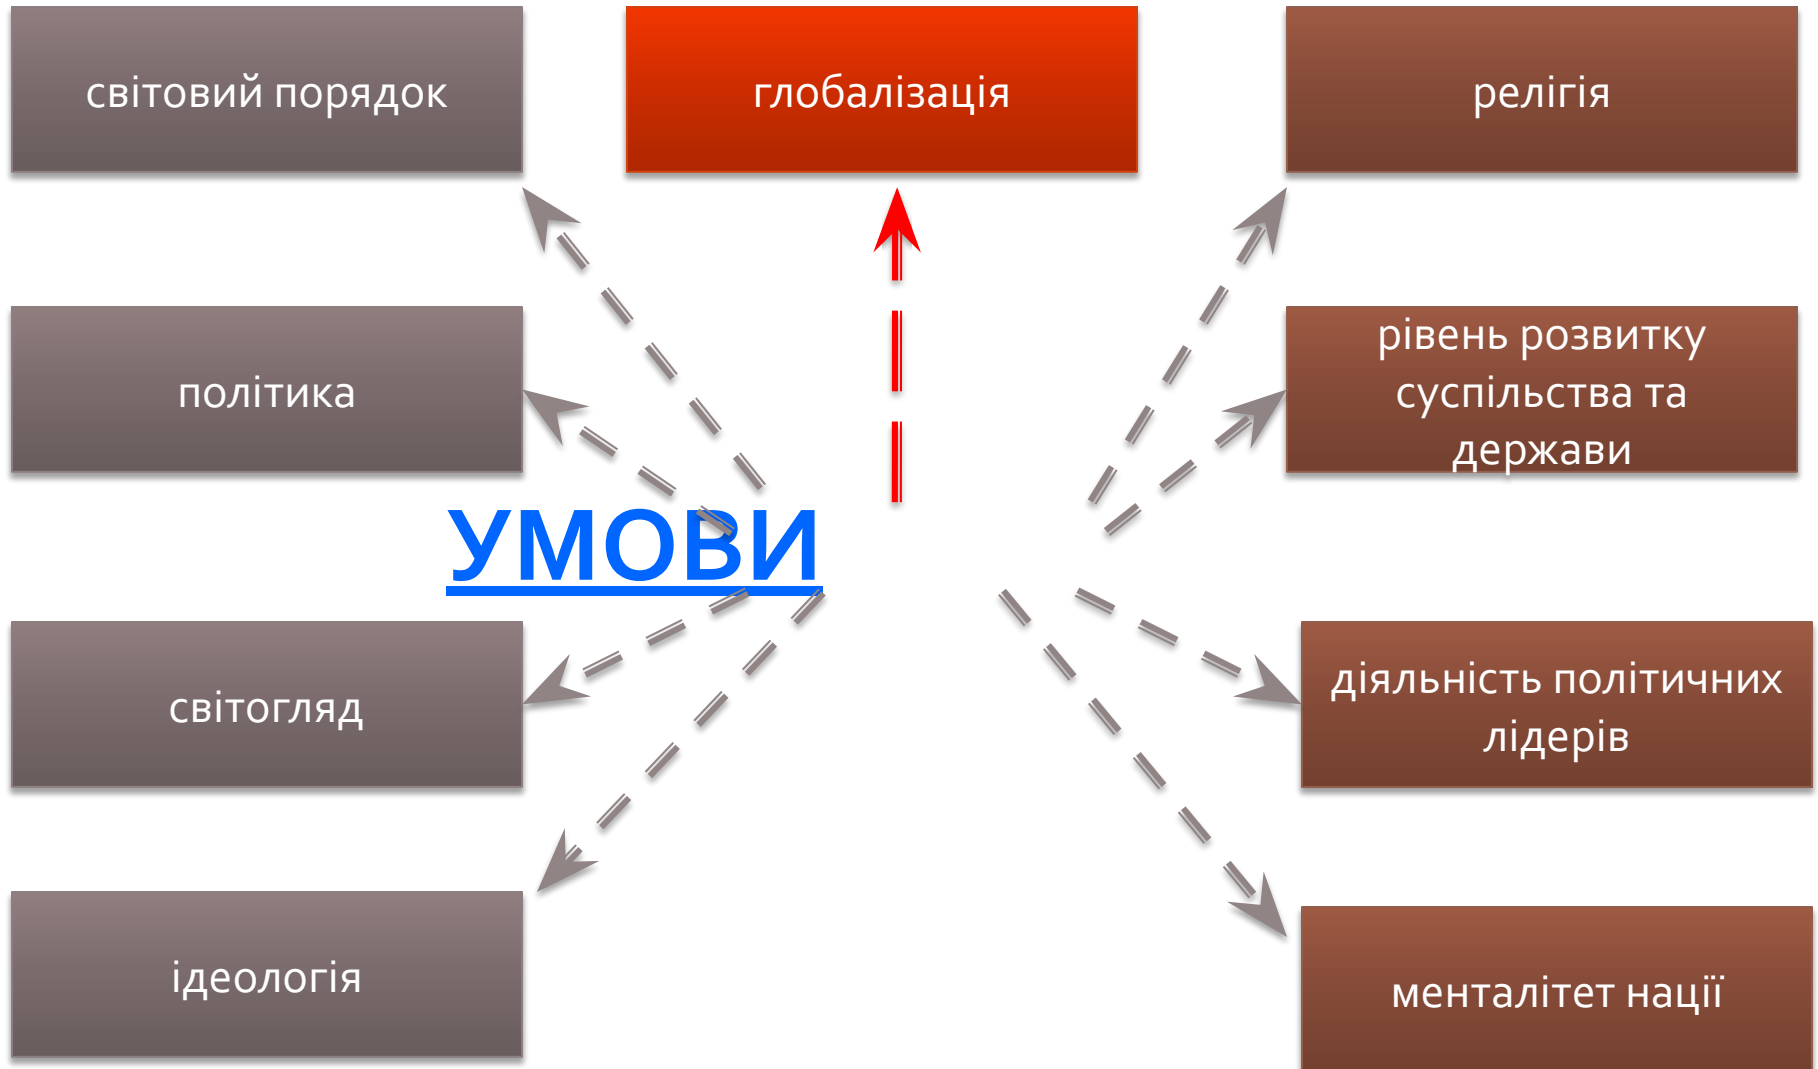 світовий порядок
глобалізація
релігія
політика
рівень розвитку
суспільства та
держави
УМОВИ
світогляд
діяльність політичних
лідерів
ідеологія
менталітет нації